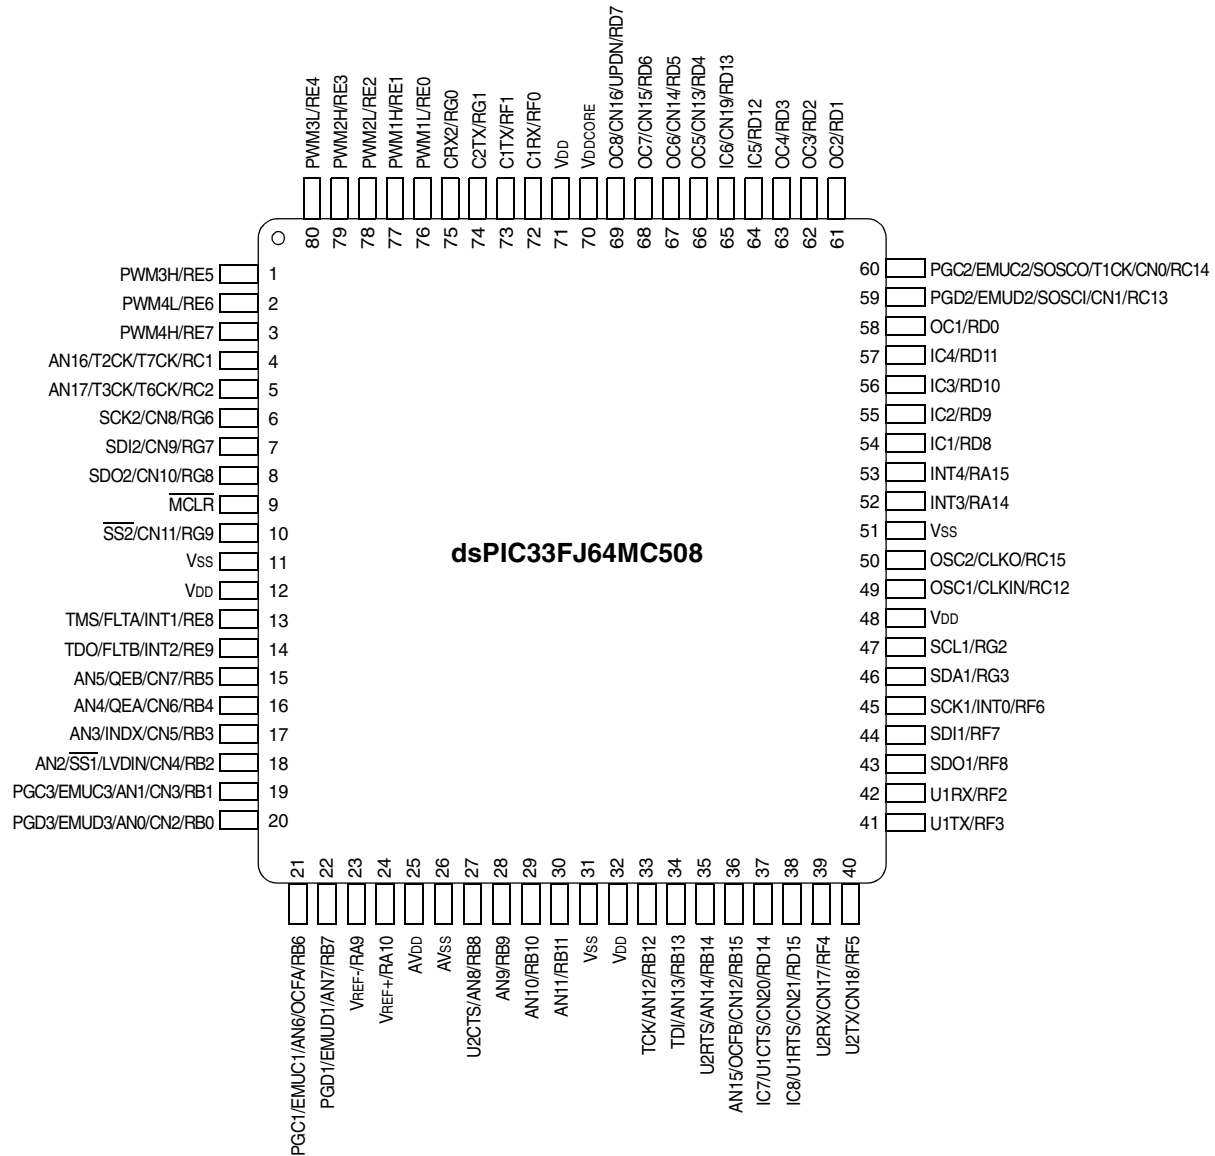 PWM3L/RE4
PWM2H/RE3
PWM2L/RE2
PWM1H/RE1
PWM1L/RE0
CRX2/RG0
C2TX/RG1
C1TX/RF1
C1RX/RF0
VDD
VDDCORE
OC8/CN16/UPDN/RD7
OC7/CN15/RD6
OC6/CN14/RD5
OC5/CN13/RD4
IC6/CN19/RD13
IC5/RD12
OC4/RD3
OC3/RD2
OC2/RD1
80
79
78
77
76
75
74
73
72
71
70
69
68
67
66
65
64
63
62
61
PWM3H/RE5 1
PWM4L/RE6 2
PWM4H/RE7 3
AN16/T2CK/T7CK/RC1 4
AN17/T3CK/T6CK/RC2 5
SCK2/CN8/RG6 6
SDI2/CN9/RG7 7
SDO2/CN10/RG8 8
MCLR 9
SS2/CN11/RG9 10
VSS 11
VDD 12
TMS/FLTA/INT1/RE8 13
TDO/FLTB/INT2/RE9 14
AN5/QEB/CN7/RB5 15
AN4/QEA/CN6/RB4 16
AN3/INDX/CN5/RB3 17
AN2/SS1/LVDIN/CN4/RB2 18
PGC3/EMUC3/AN1/CN3/RB1 19
PGD3/EMUD3/AN0/CN2/RB0 20
dsPIC33FJ64MC508
60 PGC2/EMUC2/SOSCO/T1CK/CN0/RC14
59 PGD2/EMUD2/SOSCI/CN1/RC13
58 OC1/RD0
57 IC4/RD11
56 IC3/RD10
55 IC2/RD9
54 IC1/RD8
53 INT4/RA15
52 INT3/RA14
51 VSS
50 OSC2/CLKO/RC15
49 OSC1/CLKIN/RC12
48 VDD
47 SCL1/RG2
46 SDA1/RG3
45 SCK1/INT0/RF6
44 SDI1/RF7
43 SDO1/RF8
42 U1RX/RF2
41 U1TX/RF3
21
22
23
24
25
26
27
28
29
30
31
32
33
34
35
36
37
38
39
40
PGC1/EMUC1/AN6/OCFA/RB6
PGD1/EMUD1/AN7/RB7
VREF-/RA9
VREF+/RA10
AVDD
AVSS
U2CTS/AN8/RB8
AN9/RB9
AN10/RB10
AN11/RB11
VSS
VDD
TCK/AN12/RB12
TDI/AN13/RB13
U2RTS/AN14/RB14
AN15/OCFB/CN12/RB15
IC7/U1CTS/CN20/RD14
IC8/U1RTS/CN21/RD15
U2RX/CN17/RF4
U2TX/CN18/RF5